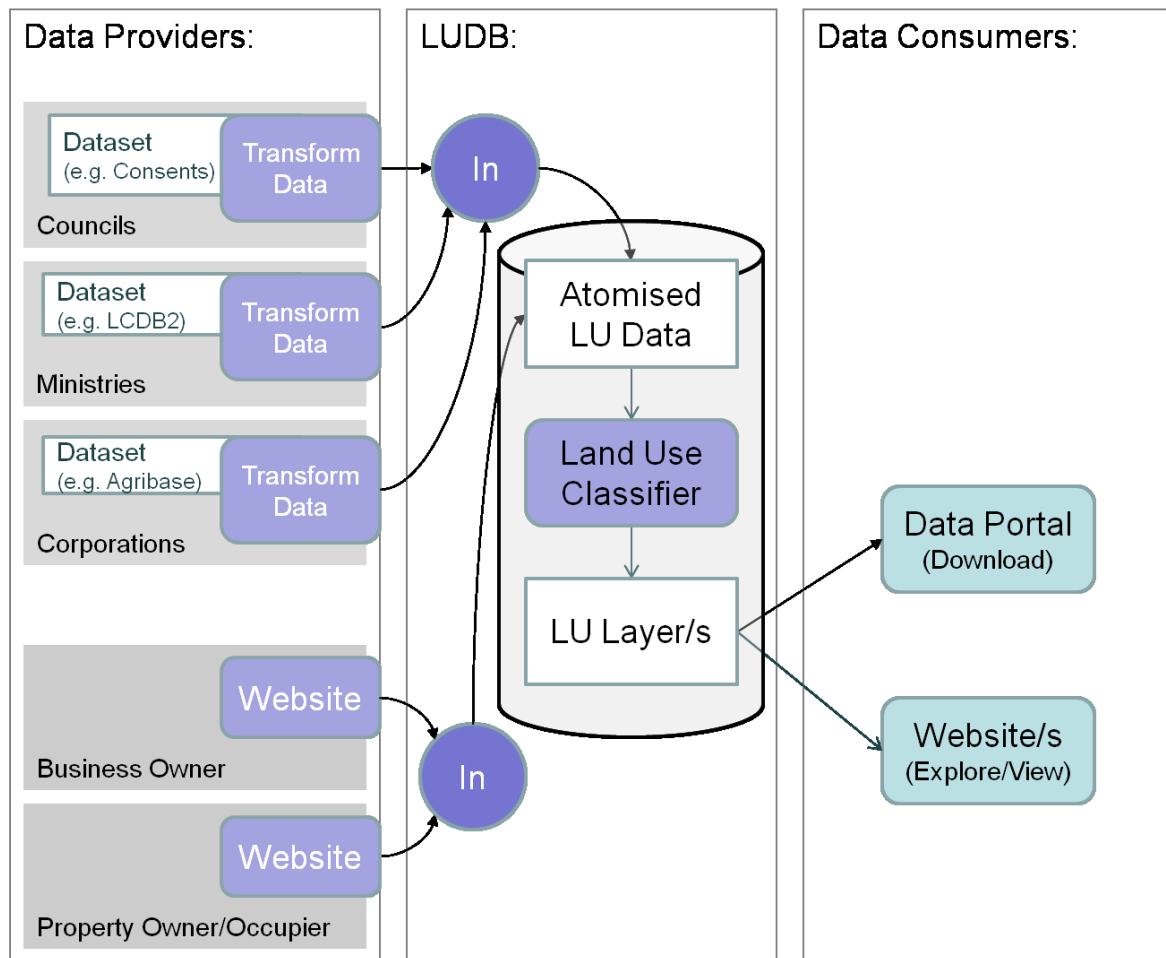 Data Providers:
Dataset
(e.g. Consents)
Transform
Data
Councils
Dataset
(e.g. LCDB2)
Transform
Data
Ministries
Dataset
(e.g. Agribase)
Transform
Data
Corporations
Website
Business Owner
Website
Property Owner/Occupier
LUDB:
In
Atomised
LU Data
Land Use
Classifier
LU Layer/s
In
Data Consumers:
Data Portal
(Download)
Website/s
(Explore/View)